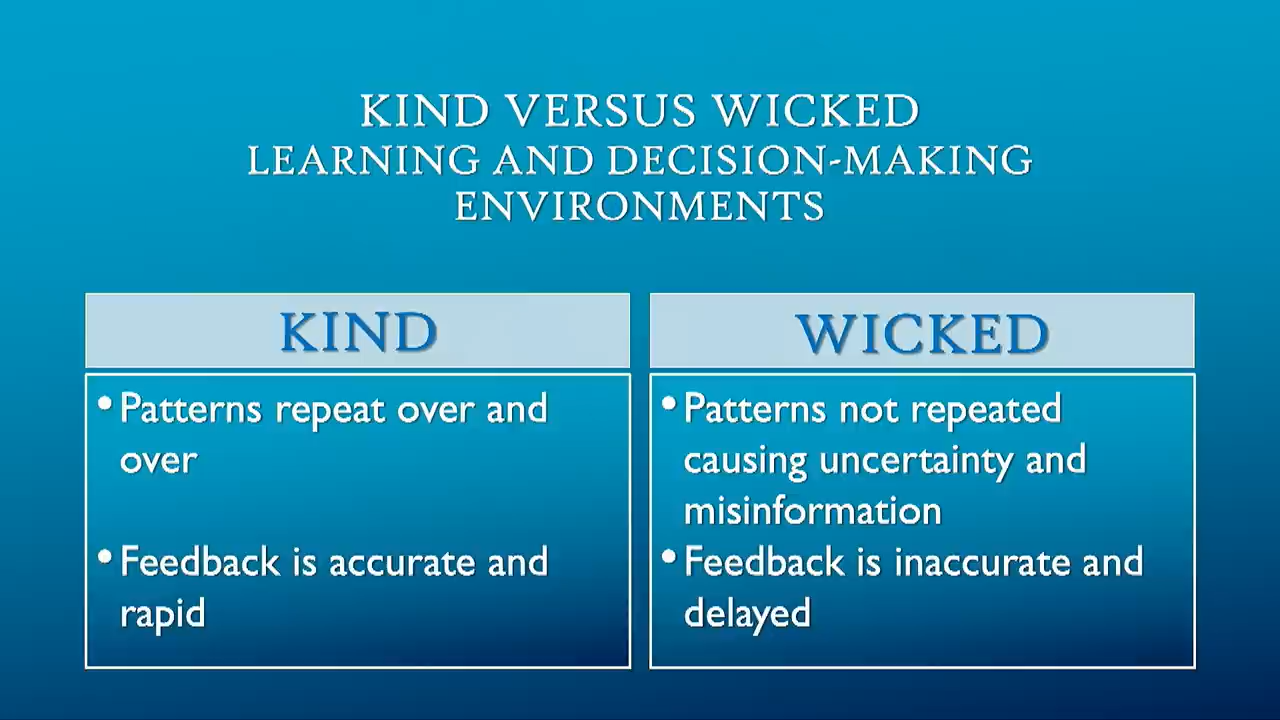 KIND VERSUS WICKED
LEARNING AND DECISION-MAKING
ENVIRONMENTS
KIND
• Patterns repeat over and
over
• Feedback is accurate and
rapid
WICKED
• Patterns not repeated
causing uncertainty and
misinformation
• Feedback is inaccurate and
delayed